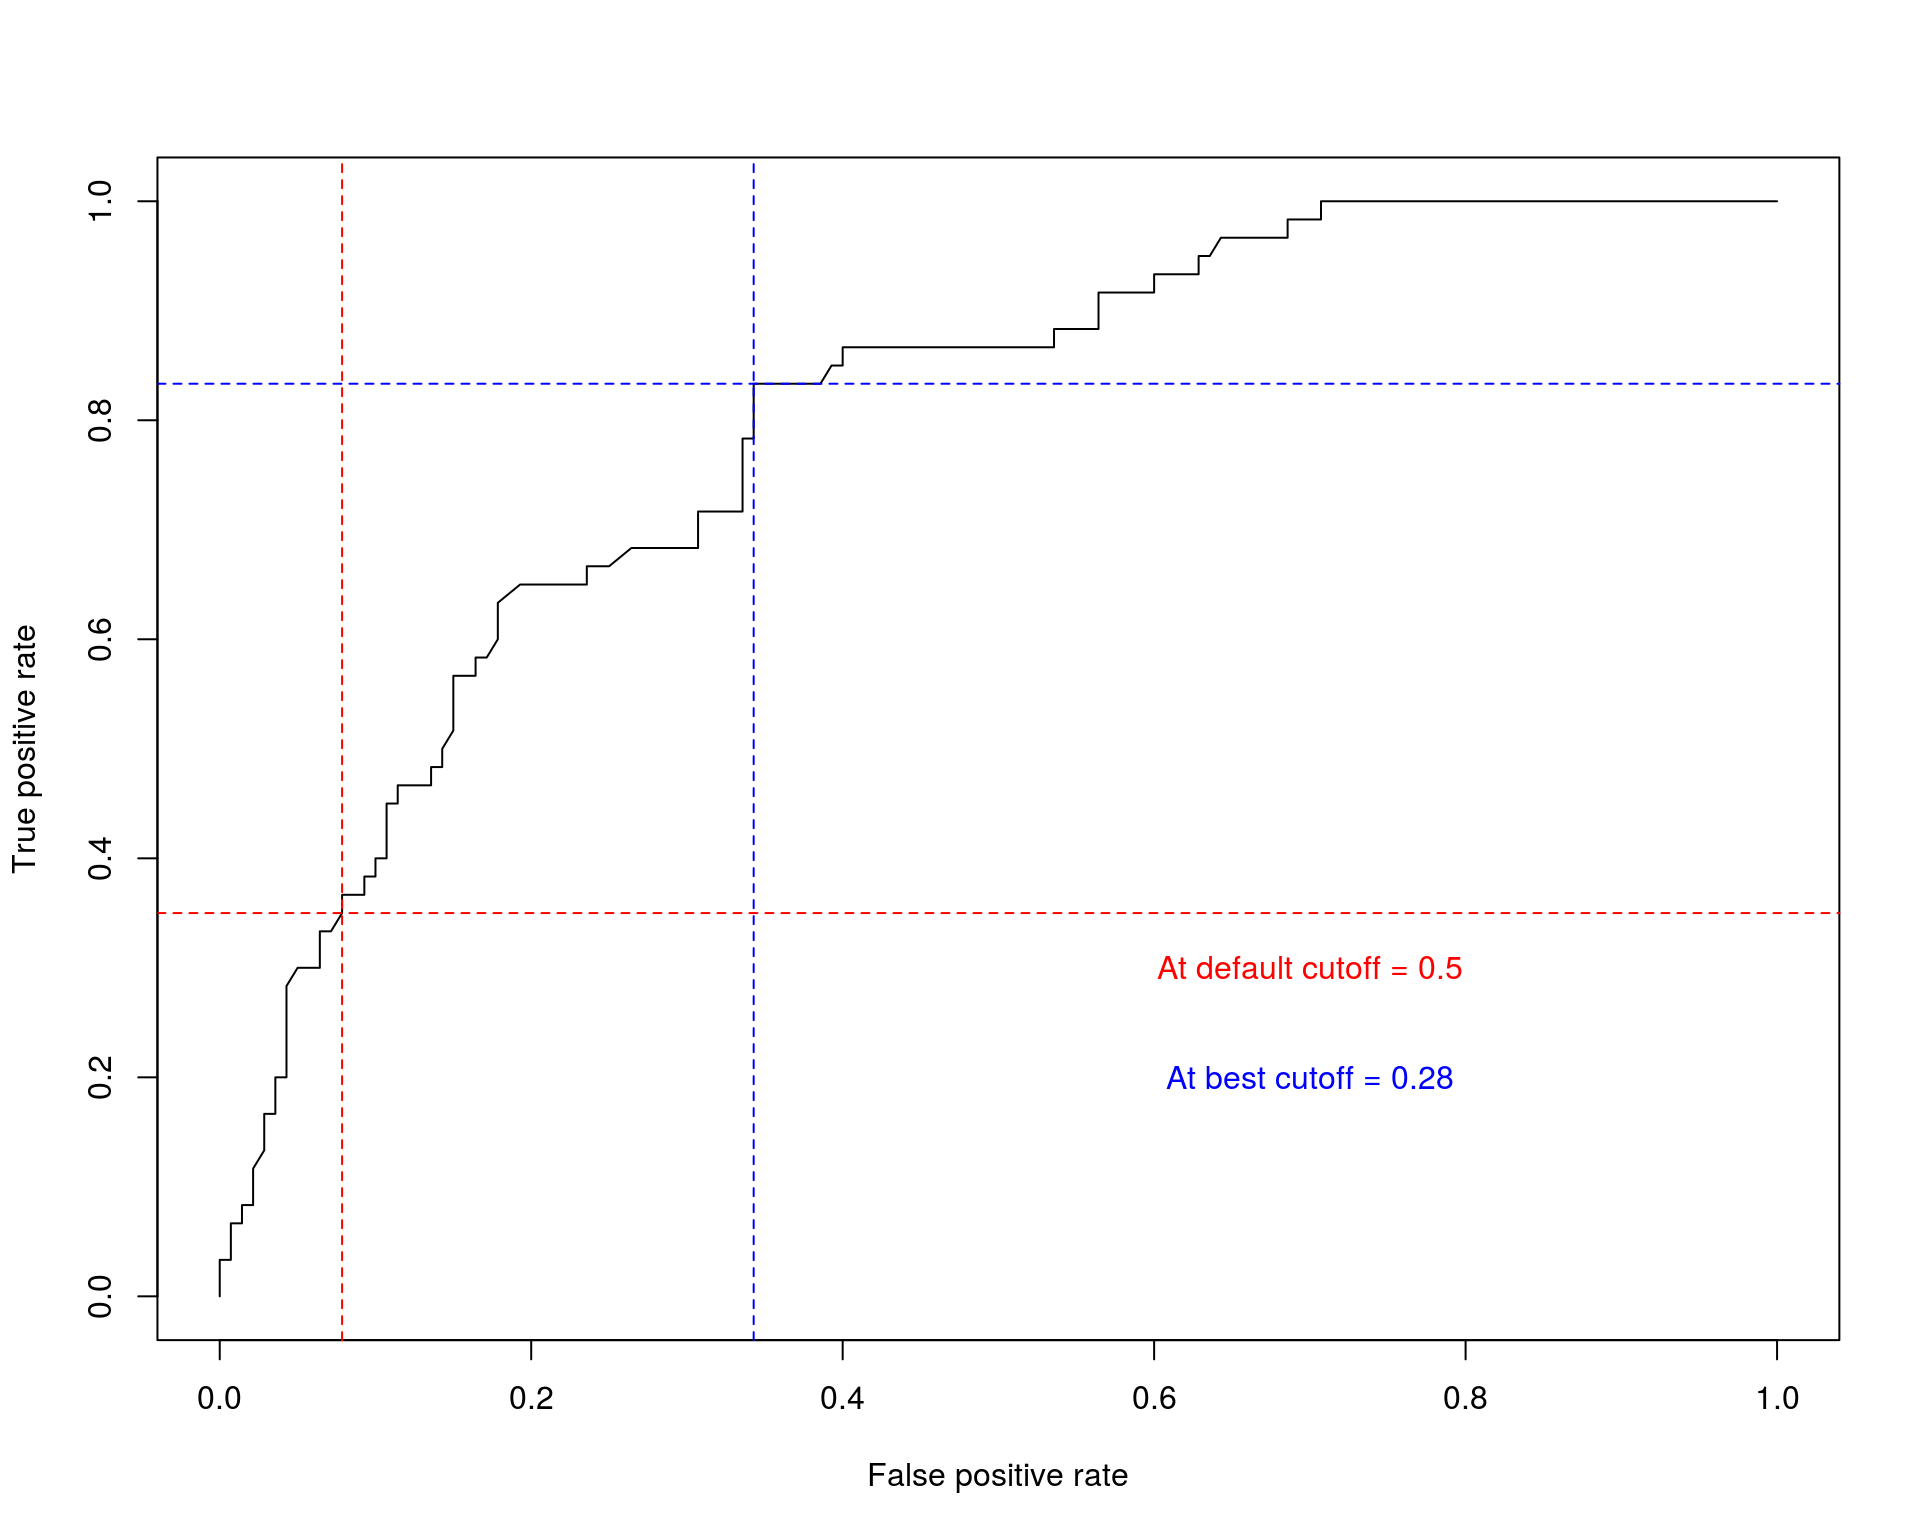 True positive rate
1.0
0.8
0.6
0.4
0.2
0.0
At default cutoff = 0.5
At best cutoff = 0.28
0.0 0.2 0.4 0.6 0.8 1.0
False positive rate